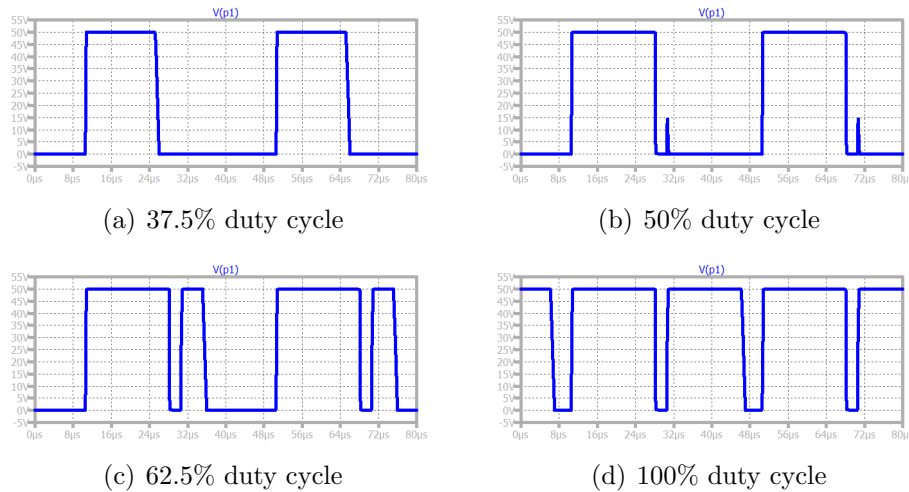 V(p1)
55V
50V
45V
40V
35V
30V
25V
20V
15V
10V
5V
0V
-5V
0µs 8µs 16µs 24µs 32µs 40µs 48µs 56µs 64µs 72µs 80µs
(a) 37.5% duty cycle
V(p1)
55V
50V
45V
40V
35V
30V
25V
20V
15V
10V
5V
0V
-5V
0µs 8µs 16µs 24µs 32µs 40µs 48µs 56µs 64µs 72µs 80µs
(b) 50% duty cycle
V(p1)
55V
50V
45V
40V
35V
30V
25V
20V
15V
10V
5V
0V
-5V
0µs 8µs 16µs 24µs 32µs 40µs 48µs 56µs 64µs 72µs 80µs
(c) 62.5% duty cycle
V(p1)
55V
50V
45V
40V
35V
30V
25V
20V
15V
10V
5V
0V
-5V
0µs 8µs 16µs 24µs 32µs 40µs 48µs 56µs 64µs 72µs 80µs
(d) 100% duty cycle